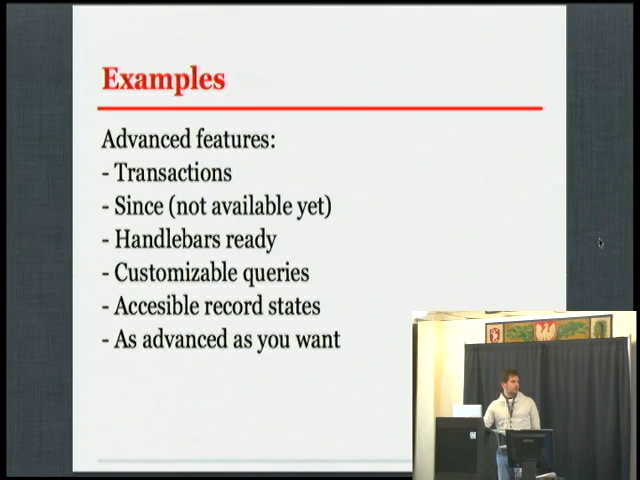 Examples
Advanced features:
- Transactions
- Since (not available yet)
- Handlebars ready
- Customizable queries
- Accesible record states
- As advanced as you want